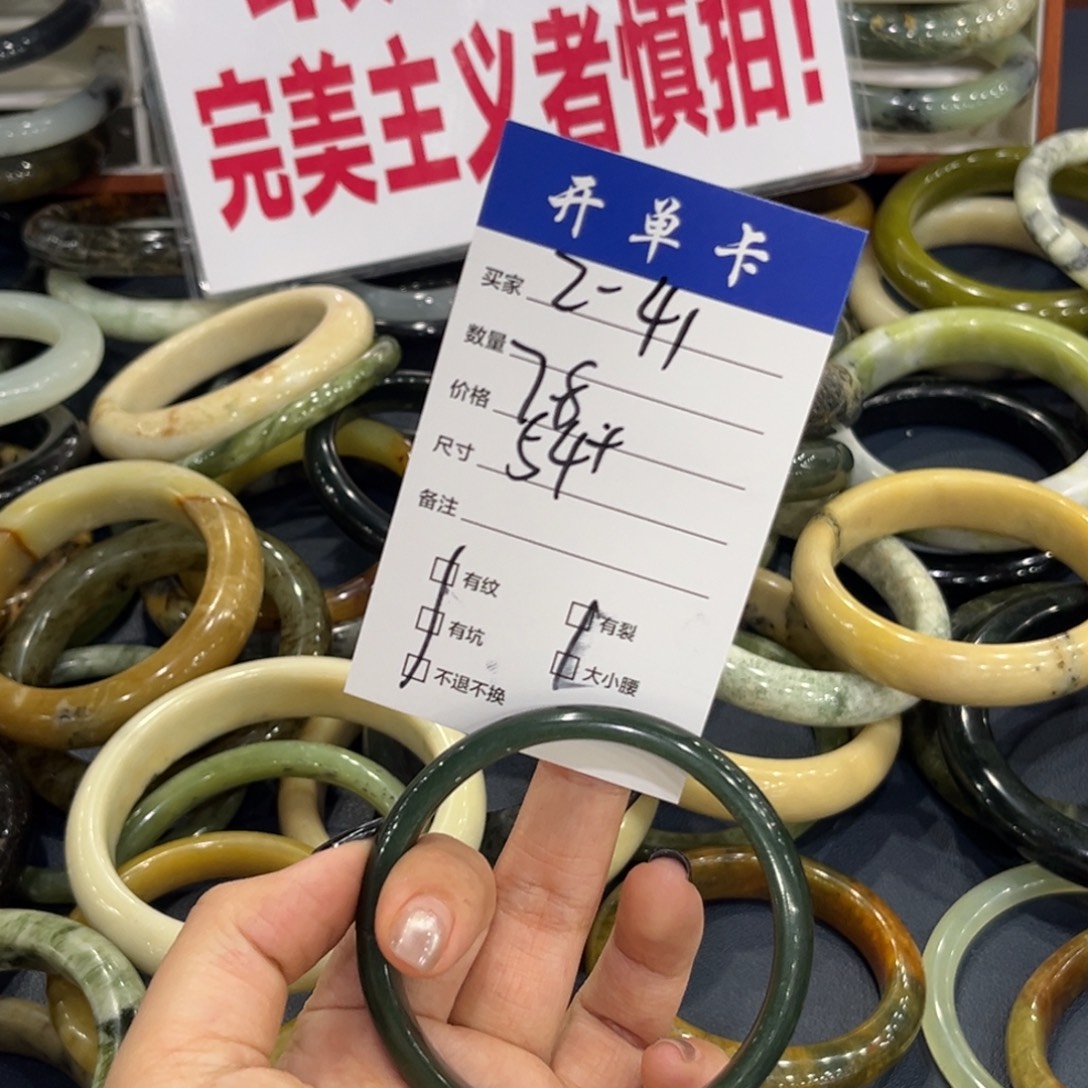 完美主义者慎拍!
开单卡
买家 2-41
数量
价格 78
尺寸 54+
备注
有纹
有坑 有裂
不退不换 大小腰